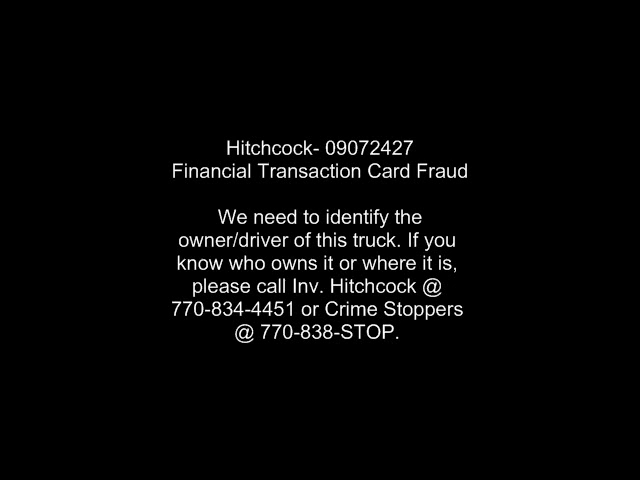 Hitchcock- 09072427
Financial Transaction Card Fraud
We need to identify the
owner/driver of this truck. If you
know who owns it or where it is,
please call Inv. Hitchcock @
770-834-4451 or Crime Stoppers
@ 770-838-STOP.